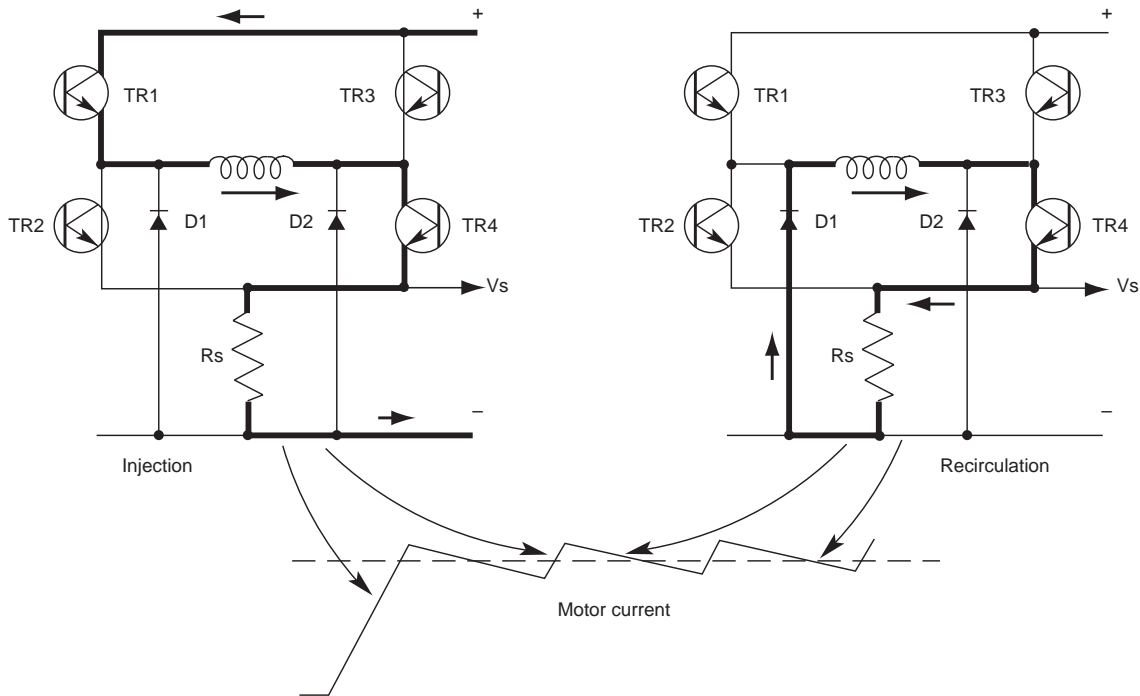 +
TR1
TR3
TR2
D1
D2
TR4
Vs
Rs
–
Injection
+
TR1
TR3
TR2
D1
D2
TR4
Vs
Rs
–
Recirculation
Motor current